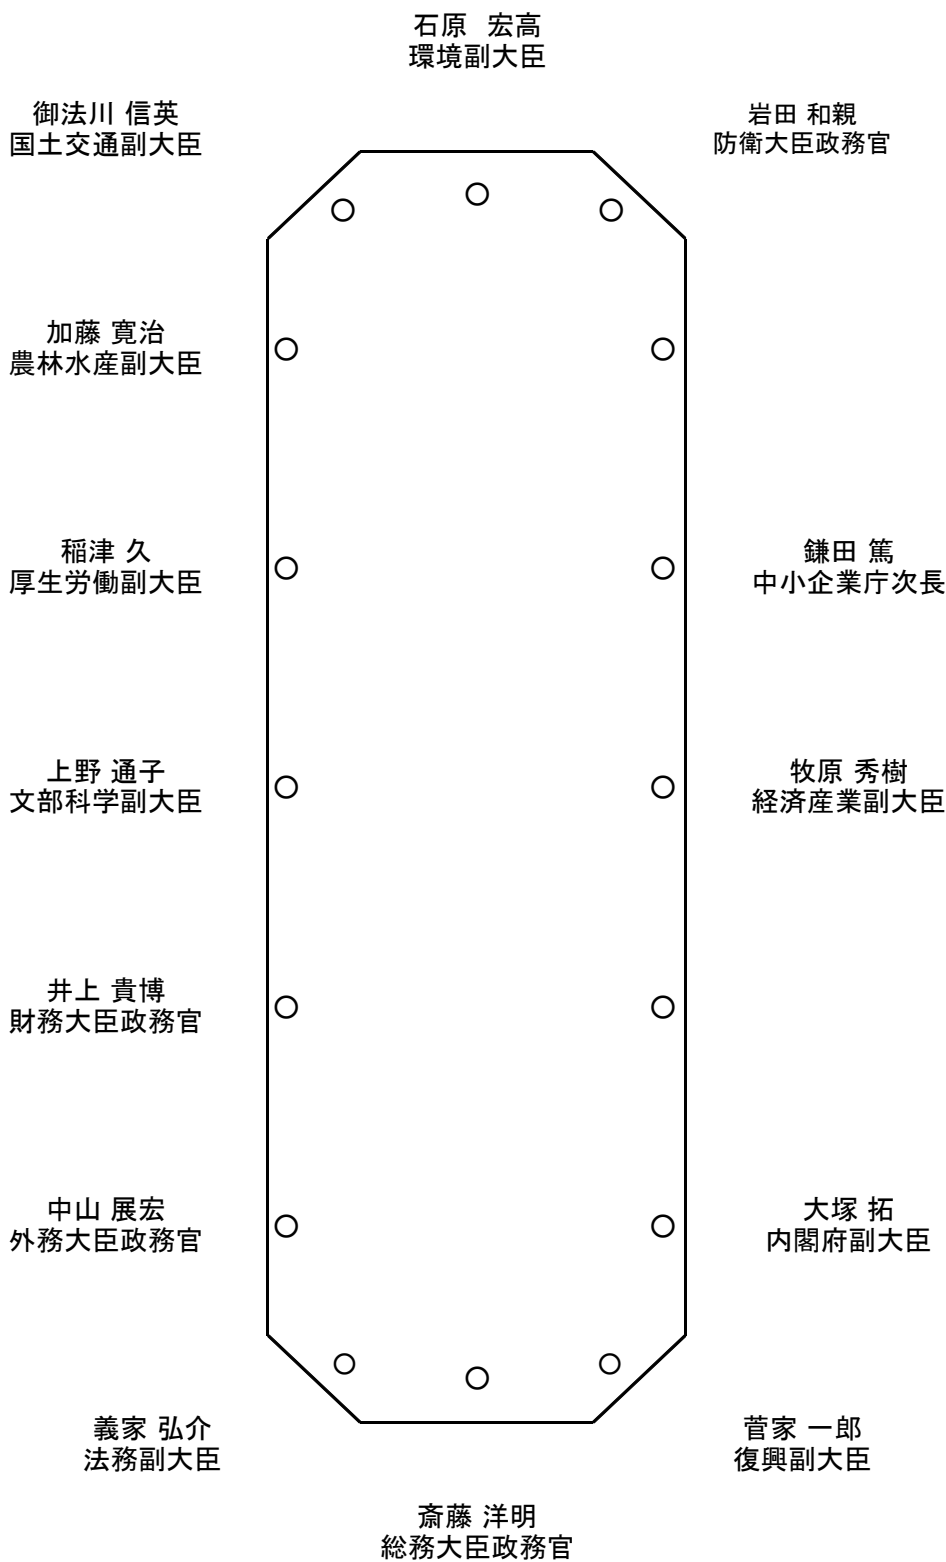 石原 宏高
環境副大臣
御法川 信英
国土交通副大臣
岩田 和親
防衛大臣政務官
加藤 寛治
農林水産副大臣
稲津 久
厚生労働副大臣
鎌田 篤
中小企業庁次長
上野 通子
文部科学副大臣
牧原 秀樹
経済産業副大臣
井上 貴博
財務大臣政務官
中山 展宏
外務大臣政務官
大塚 拓
内閣府副大臣
義家 弘介
法務副大臣
菅家 一郎
復興副大臣
斎藤 洋明
総務大臣政務官